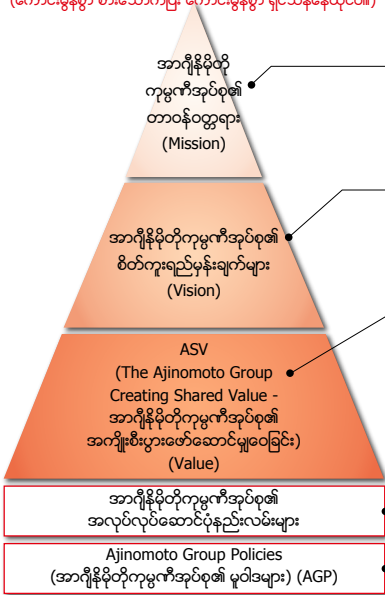 အာဂျီနိုမိုတို
ကုမ္ပဏီအုပ်စု၏
တာဝန်ဝတ္တရား
(Mission)
အာဂျီနိုမိုတိုကုမ္ပဏီအုပ်စု၏
စိတ်ကူးရည်မှန်းချက်များ
(Vision)
ASV
(The Ajinomoto Group
Creating Shared Value -
အာဂျီနိုမိုတိုကုမ္ပဏီအုပ်စု၏
အကျိုးစီးပွားဖော်ဆောင်မျှဝေခြင်း)
(Value)
အာဂျီနိုမိုတိုကုမ္ပဏီအုပ်စု၏
အလုပ်လုပ်ဆောင်ပုံနည်းလမ်းများ
Ajinomoto Group Policies
(အာဂျီနိုမိုတိုကုမ္ပဏီအုပ်စု၏ မူဝါဒများ) (AGP)